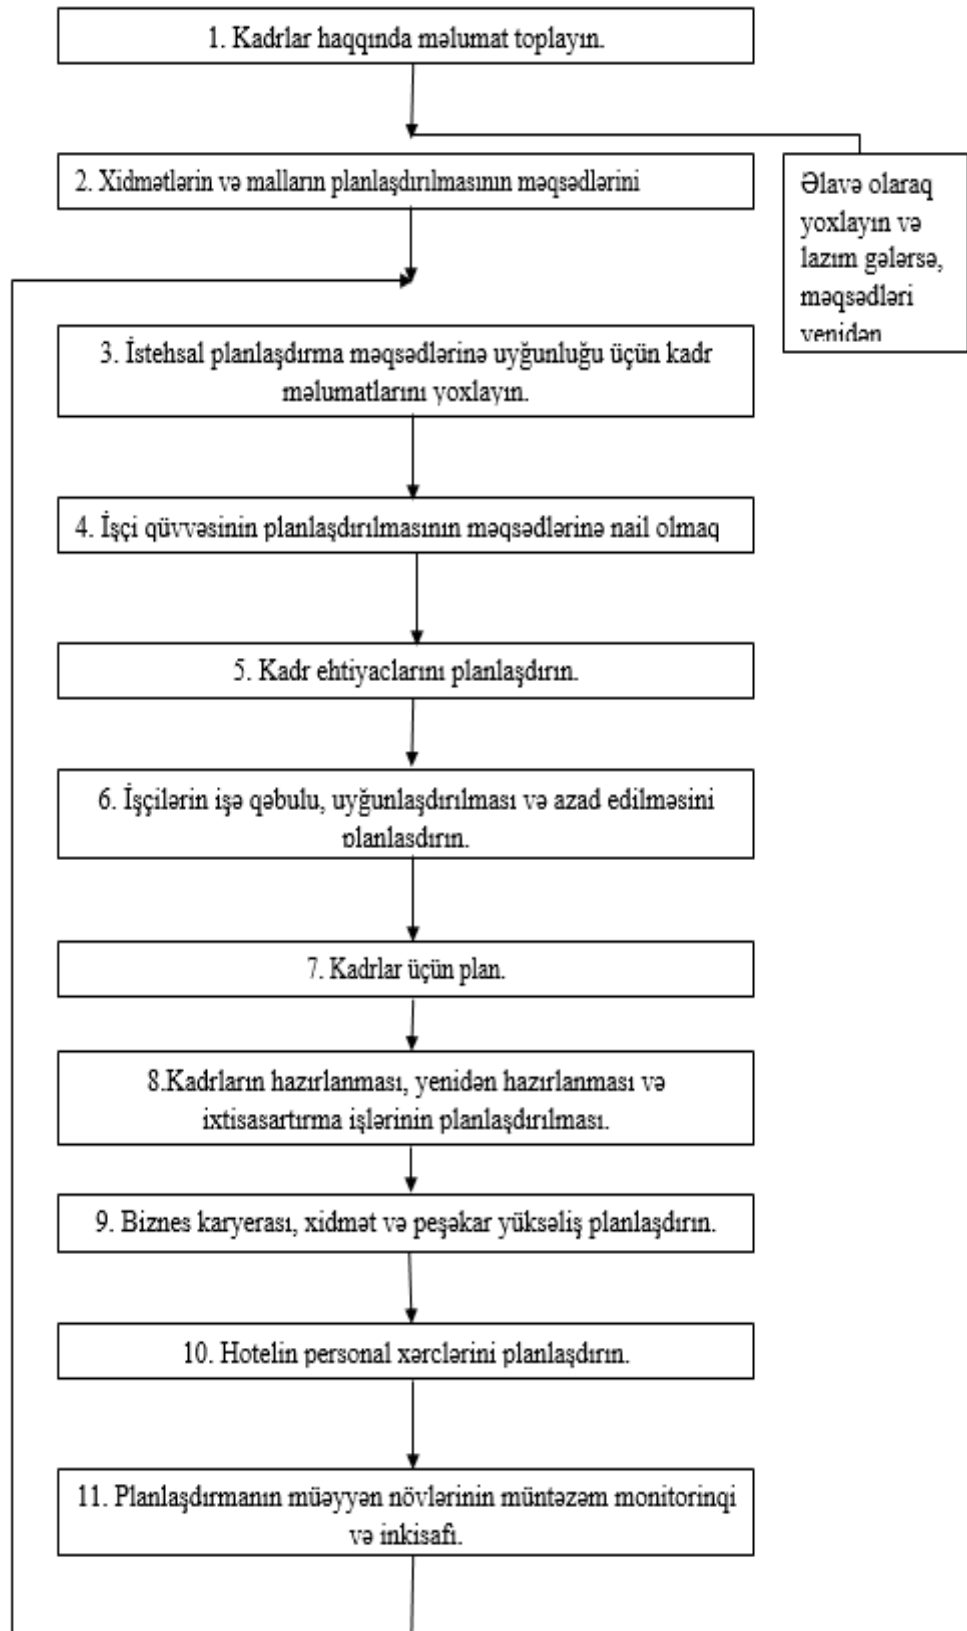 1. Kadrlar haqqında məlumat toplayın.
2. Xidmətlərin və malların planlaşdırılmasının məqsədlərini
Əlavə olaraq
yoxlayın və
lazım gələrsə,
məqsədləri
yenidən
3. İstehsal planlaşdırma məqsədlərinə uyğunluğu üçün kadr
məlumatlarını yoxlayın.
4. İşçi qüvvəsinin planlaşdırılmasının məqsədlərinə nail olmaq
5. Kadr ehtiyaclarını planlaşdırın.
6. İşçilərin işə qəbulu, uyğunlaşdırılması və azad edilməsini
planlaşdırın.
7. Kadrlar üçün plan.
8.Kadrların hazırlanması, yenidən hazırlanması və
ixtisasartırma işlərinin planlaşdırılması.
9. Biznes karyerası, xidmət və peşəkar yüksəliş planlaşdırın.
10. Hotelin personal xərclərini planlaşdırın.
11. Planlaşdırmanın müəyyən növlərinin müntəzəm monitorinqi
və inkişafı.